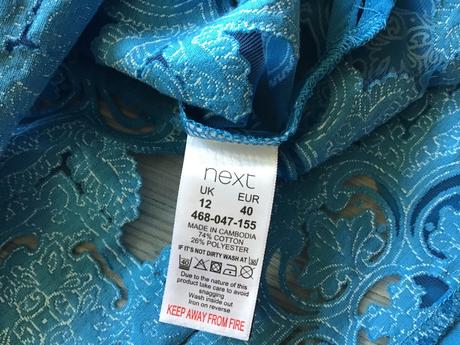 next
UK EUR
12 40
468-047-155
MADE IN CAMBODIA
74% COTTON
26% POLYESTER
IF IT'S NOT DIRTY WASH AT 30
Due to the nature of this
product take care to avoid
snagging
Wash inside out
Iron on reverse
KEEP AWAY FROM FIRE